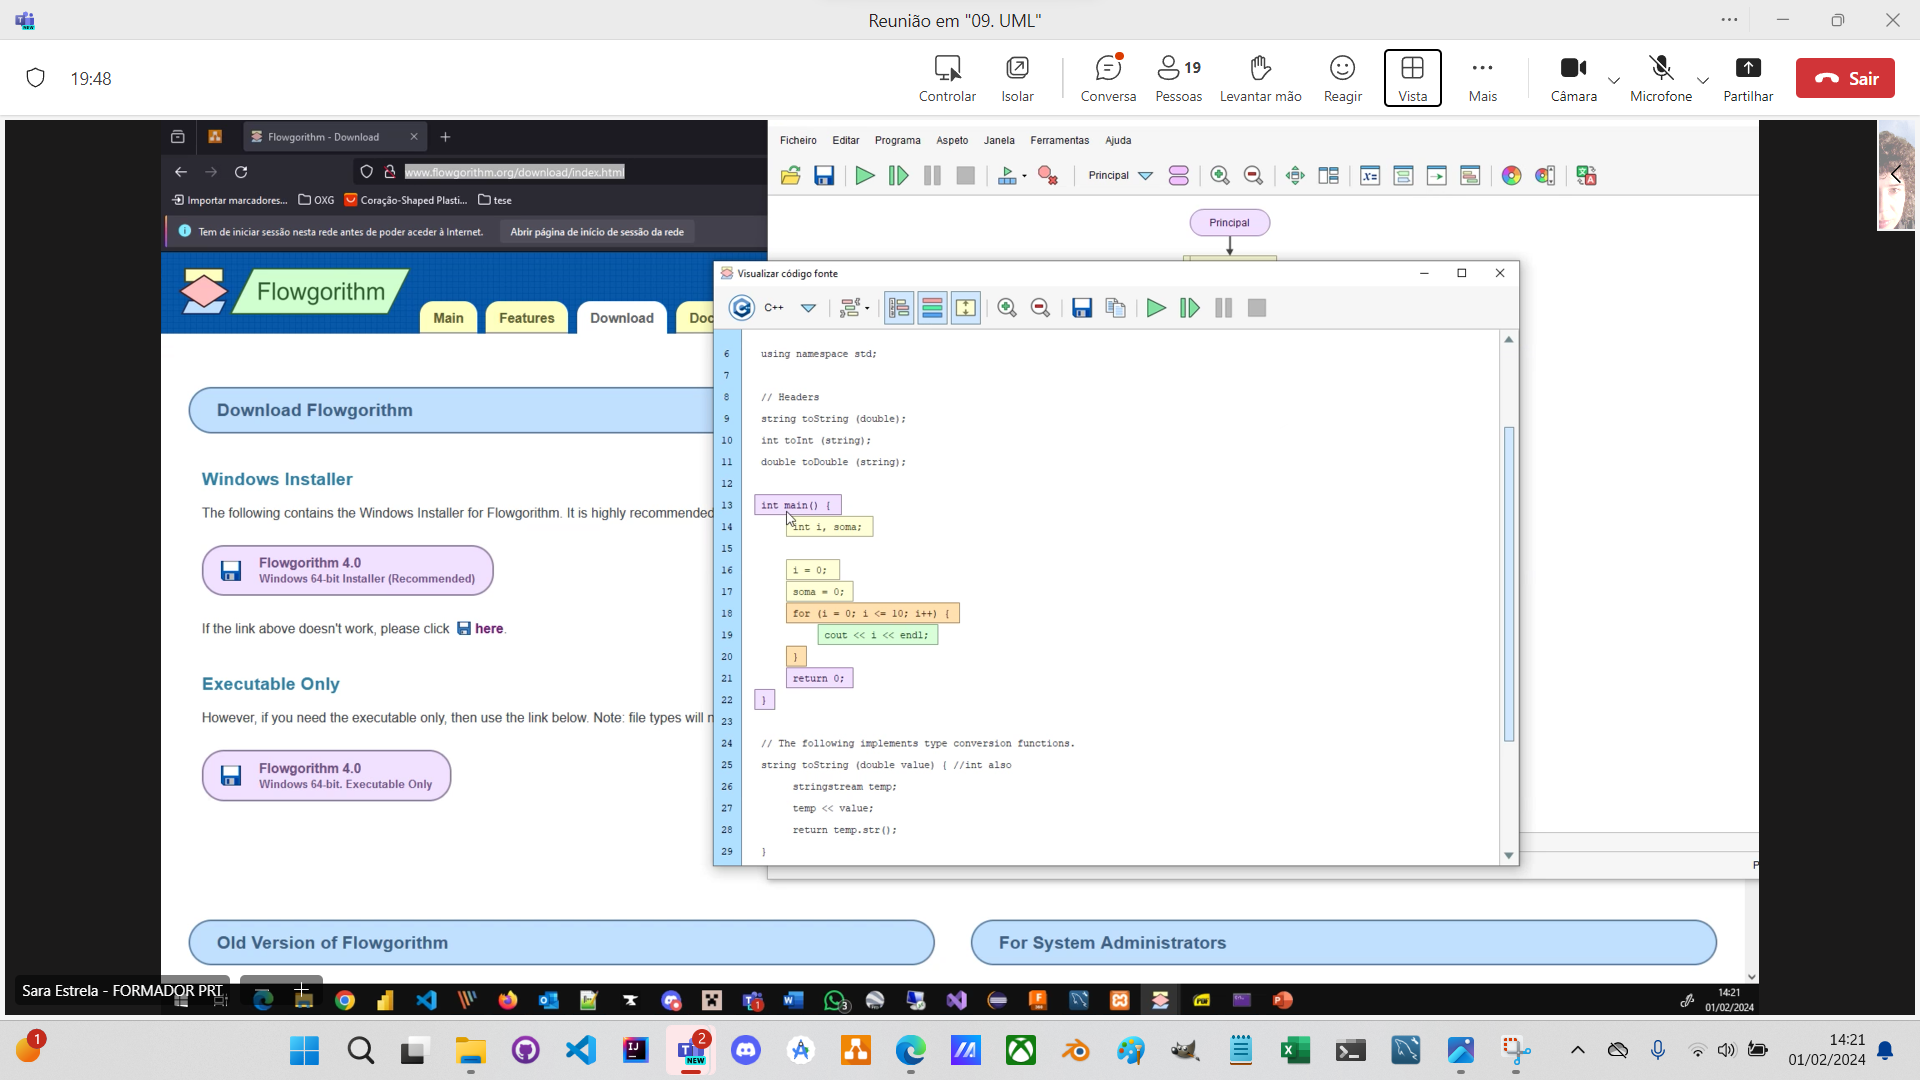 Reunião em "09. UML"
19:48
Controlar
Isolar
Conversa
19
Pessoas
Levantar mão
Reagir
Vista
Mais
Câmara
Microfone
Partilhar
Sair
Flowgorithm - Download
www.flowgorithm.org/download/index.html
Importar marcadores...
OXG
Coração-Shaped Plasti...
tese
Tem de iniciar sessão nesta rede antes de poder aceder à Internet.
Abrir página de início de sessão da rede
Flowgorithm
Main
Features
Download
Doc
Download Flowgorithm
Windows Installer
The following contains the Windows Installer for Flowgorithm. It is highly recommended
Flowgorithm 4.0
Windows 64-bit Installer (Recommended)
If the link above doesn't work, please click here.
Executable Only
However, if you need the executable only, then use the link below. Note: file types will
Flowgorithm 4.0
Windows 64-bit. Executable Only
Old Version of Flowgorithm
For System Administrators
Ficheiro
Editar
Programa
Aspeto
Janela
Ferramentas
Ajuda
Principal
Principal
Visualizar código fonte
C++
6 using namespace std;
7
8 // Headers
9 string toString (double);
10 int toInt (string);
11 double toDouble (string);
12
13 int main() {
14 int i, soma;
15
16 i = 0;
17 soma = 0;
18 for (i = 0; i <= 10; i++) {
19 cout << i << endl;
20 }
21 return 0;
22 }
23
24 // The following implements type conversion functions.
25 string toString (double value) { //int also
26 stringstream temp;
27 temp << value;
28 return temp.str();
29 }
Sara Estrela - FORMADOR PRT
14:21
01/02/2024
1
2
14:21
01/02/2024